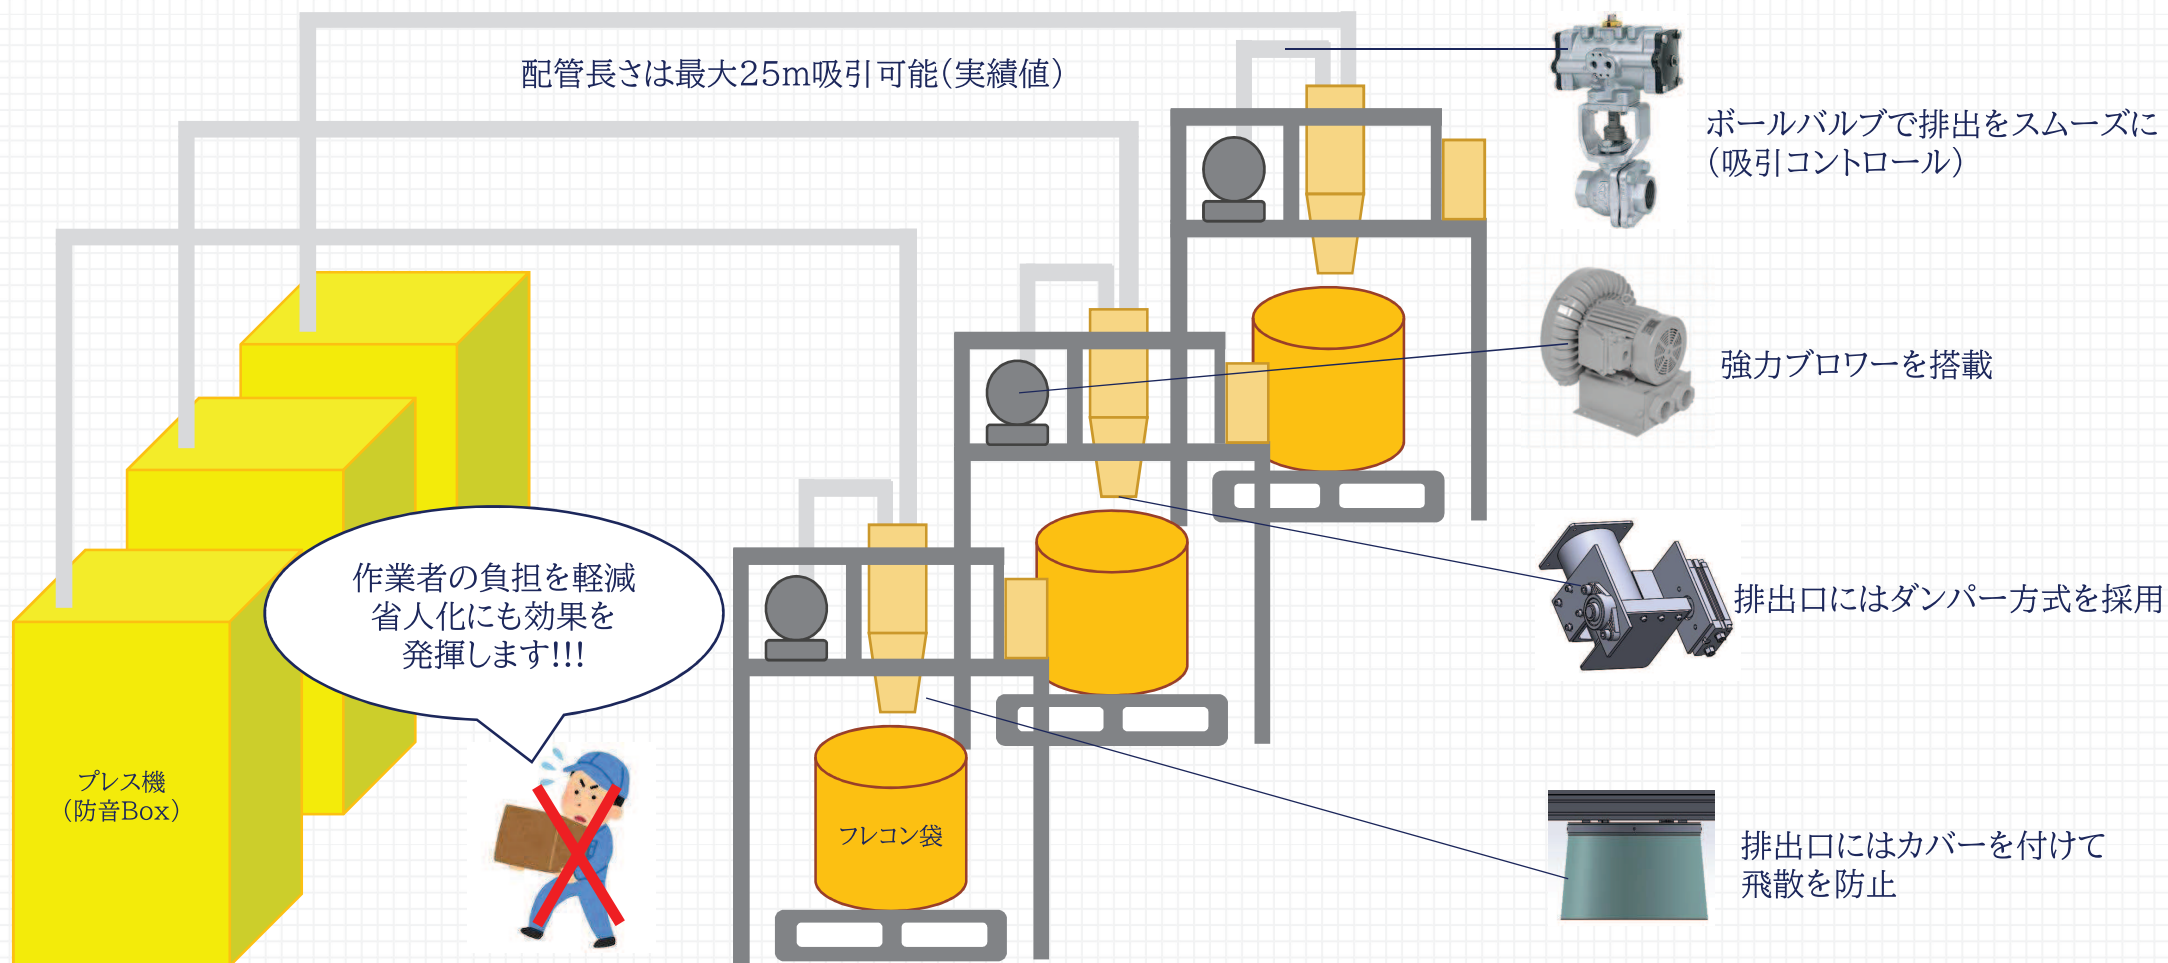 配管長さは最大25m吸引可能(実績値)
ボールバルブで排出をスムーズに
(吸引コントロール)
強力ブロワーを搭載
排出口にはダンパー方式を採用
排出口にはカバーを付けて
飛散を防止
作業者の負担を軽減
省人化にも効果を
発揮します!!!
プレス機
(防音Box)
フレコン袋